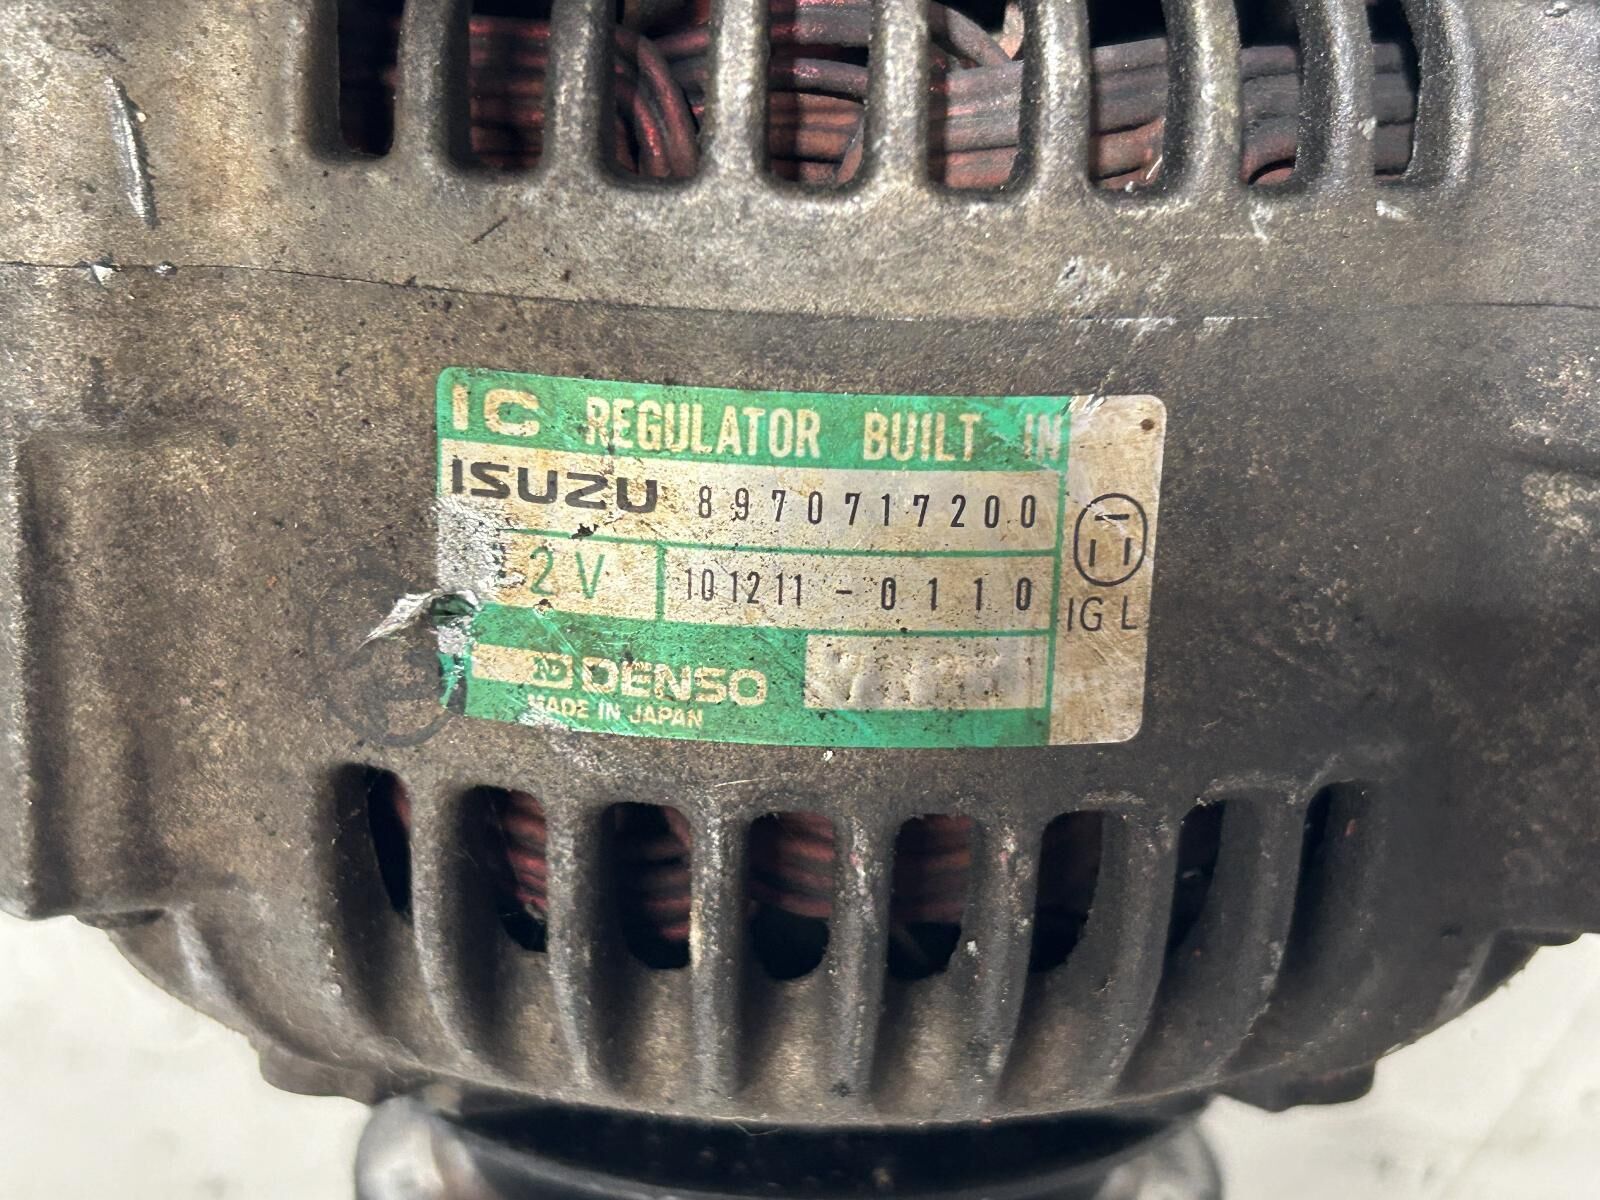 IC REGULATOR BUILT IN
ISUZU 8970717200
2V 101211-0110
IG L
DENSO
MADE IN JAPAN